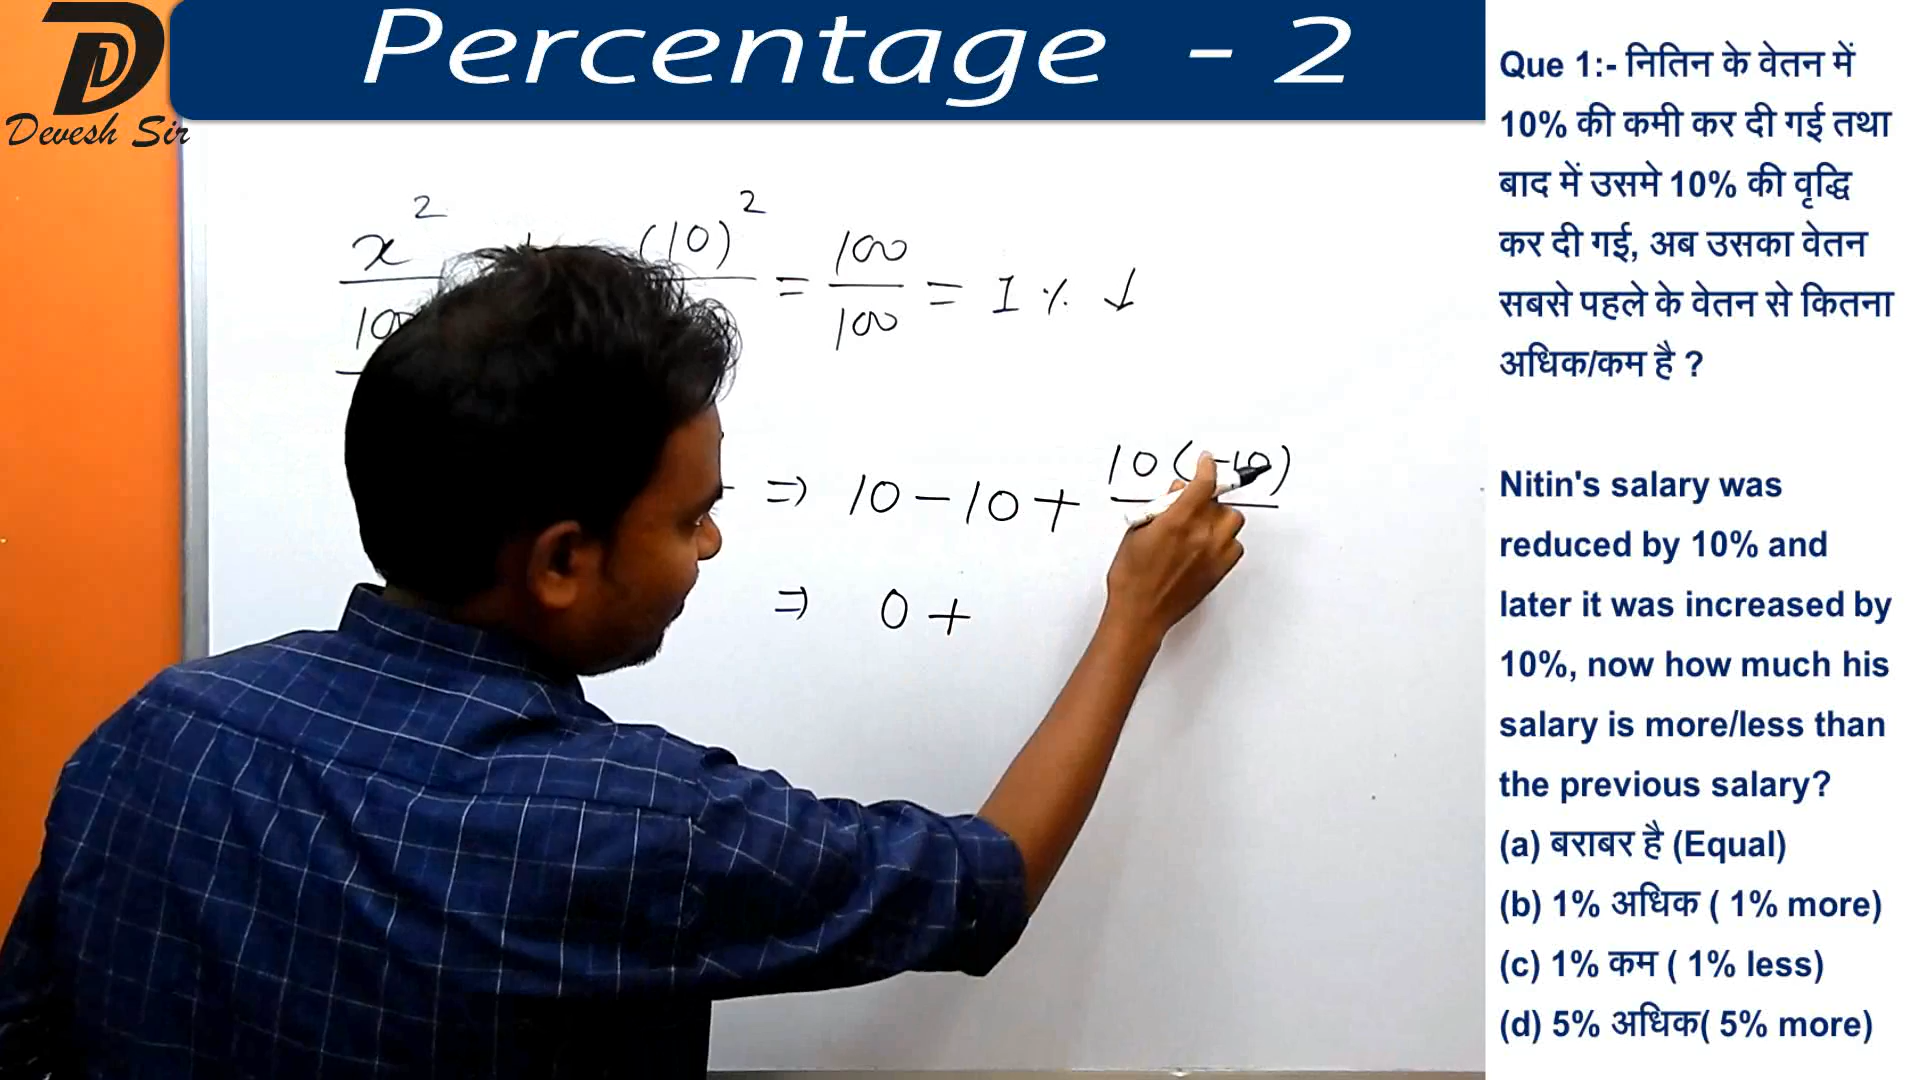 Percentage - 2
D
Devesh Sir
x² (10)² = 100 = 1 % ↓
100 100
⇒ 10 - 10 + 10(-10)
⇒ 0 +
Que 1:- नितिन के वेतन में
10% की कमी कर दी गई तथा
बाद में उसमे 10% की वृद्धि
कर दी गई, अब उसका वेतन
सबसे पहले के वेतन से कितना
अधिक/कम है ?
Nitin's salary was
reduced by 10% and
later it was increased by
10%, now how much his
salary is more/less than
the previous salary?
(a) बराबर है (Equal)
(b) 1% अधिक ( 1% more)
(c) 1% कम ( 1% less)
(d) 5% अधिक( 5% more)